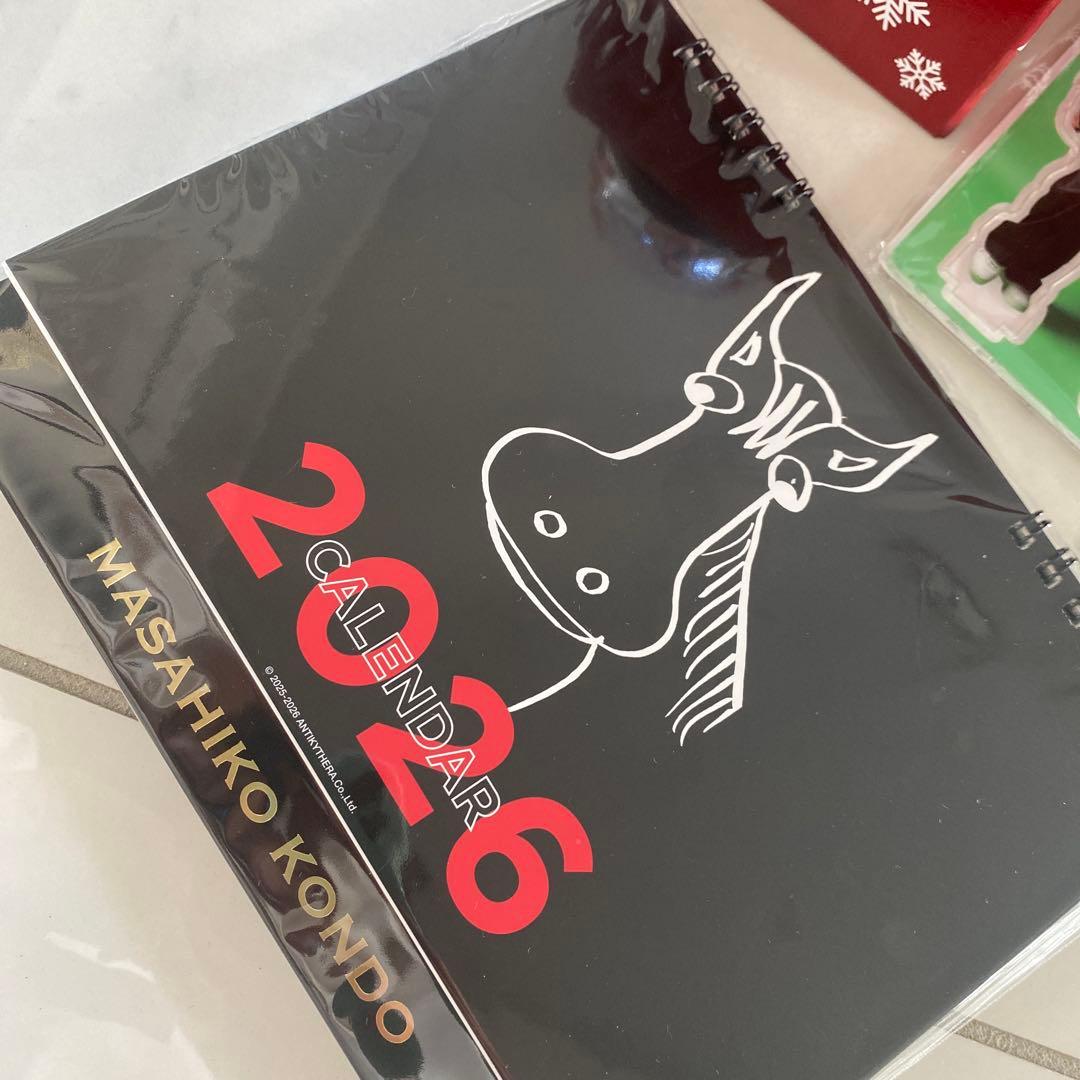 2026
CALENDAR
© 2025-2026 ANTIKYTHERA.Co.,Ltd.
MASAHIKO KONDO